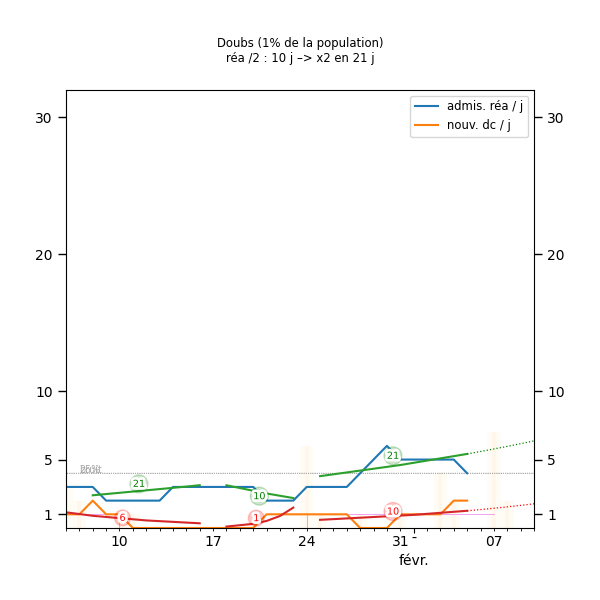 Doubs (1% de la population)
réa /2 : 10 j –> x2 en 21 j
admis. réa / j
nouv. dc / j
30 30
20 20
10 10
5 5
1 1
21
10
21
6
1
10
10 17 24 31 07
févr.